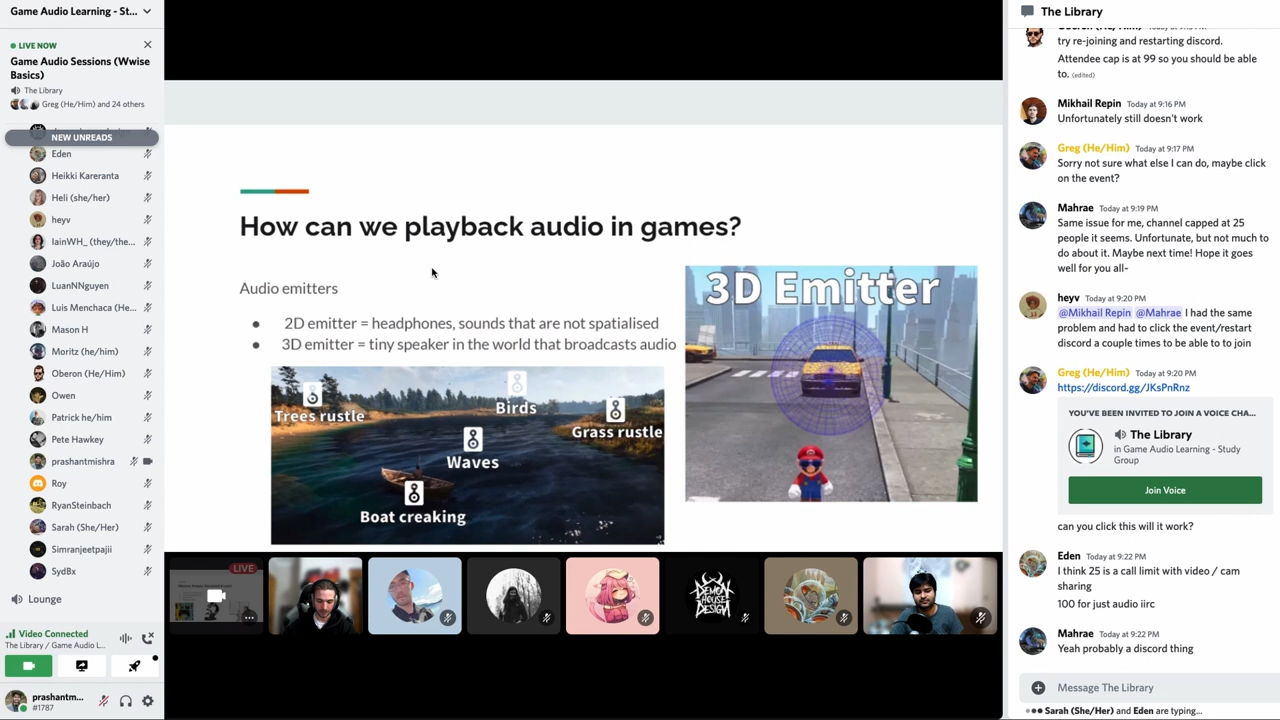 Game Audio Learning - St...
LIVE NOW
Game Audio Sessions (Wwise
Basics)
The Library
Greg (He/Him) and 24 others
NEW UNREADS
Eden
Heikki Kareranta
Heli (she/her)
heyv
IainWH_ (they/the...
João Araújo
LuanNNguyen
Luis Menchaca (He...
Mason H
Moritz (he/him)
Oberon (He/Him)
Owen
Patrick he/him
Pete Hawkey
prashantmishra
Roy
RyanSteinbach
Sarah (She/Her)
Simranjeetpajii
SydBx
Lounge
Video Connected
The Library / Game Audio L...
prashantm...
#1787
How can we playback audio in games?
Audio emitters
● 2D emitter = headphones, sounds that are not spatialised
● 3D emitter = tiny speaker in the world that broadcasts audio
Trees rustle
Birds
Grass rustle
Waves
Boat creaking
3D Emitter
LIVE
DEMON
HOUSE
DESIGN
The Library
try re-joining and restarting discord.
Attendee cap is at 99 so you should be able
to. (edited)
Mikhail Repin Today at 9:16 PM
Unfortunately still doesn't work
Greg (He/Him) Today at 9:17 PM
Sorry not sure what else I can do, maybe click
on the event?
Mahrae Today at 9:19 PM
Same issue for me, channel capped at 25
people it seems. Unfortunate, but not much to
do about it. Maybe next time! Hope it goes
well for you all-
heyv Today at 9:20 PM
@Mikhail Repin @Mahrae I had the same
problem and had to click the event/restart
discord a couple times to be able to to join
Greg (He/Him) Today at 9:20 PM
https://discord.gg/JKsPnRnz
YOU'VE BEEN INVITED TO JOIN A VOICE CHA...
The Library
in Game Audio Learning - Study
Group
Join Voice
can you click this will it work?
Eden Today at 9:22 PM
I think 25 is a call limit with video / cam
sharing
100 for just audio iirc
Mahrae Today at 9:22 PM
Yeah probably a discord thing
Message The Library
Sarah (She/Her) and Eden are typing...